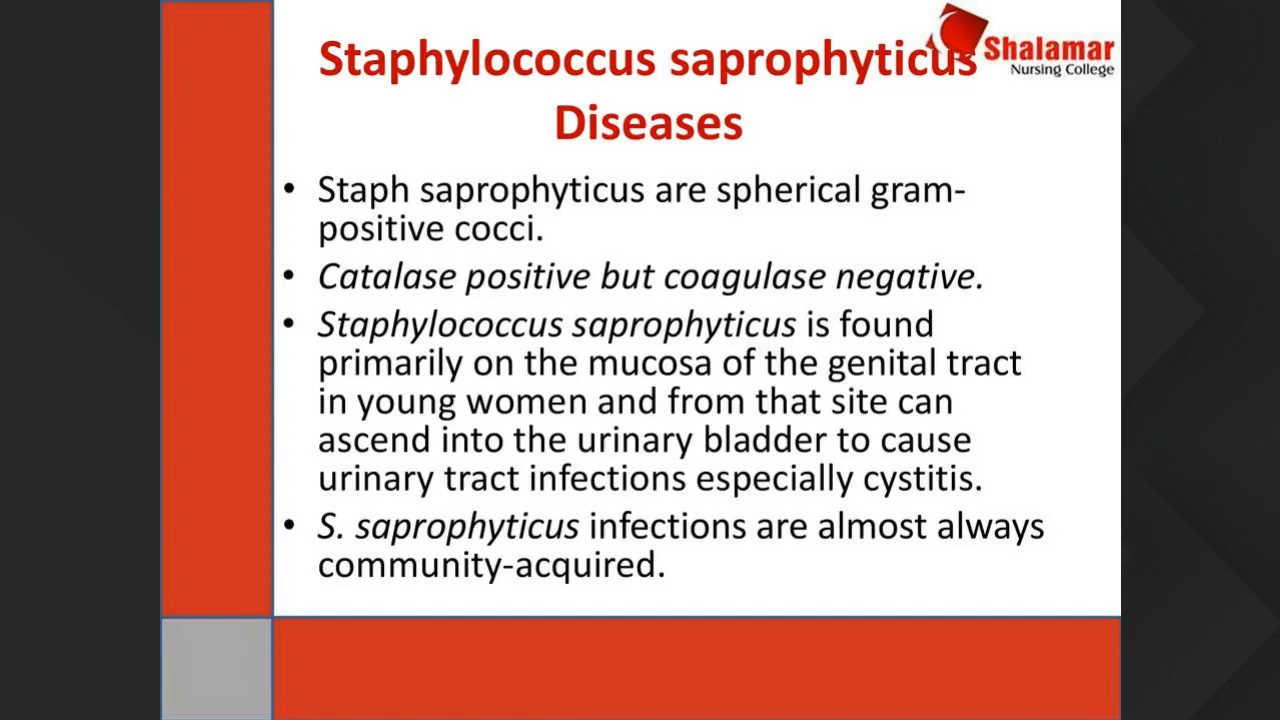 Staphylococcus saprophyticus
Diseases
Shalamar
Nursing College
• Staph saprophyticus are spherical gram-
positive cocci.
• Catalase positive but coagulase negative.
• Staphylococcus saprophyticus is found
primarily on the mucosa of the genital tract
in young women and from that site can
ascend into the urinary bladder to cause
urinary tract infections especially cystitis.
• S. saprophyticus infections are almost always
community-acquired.